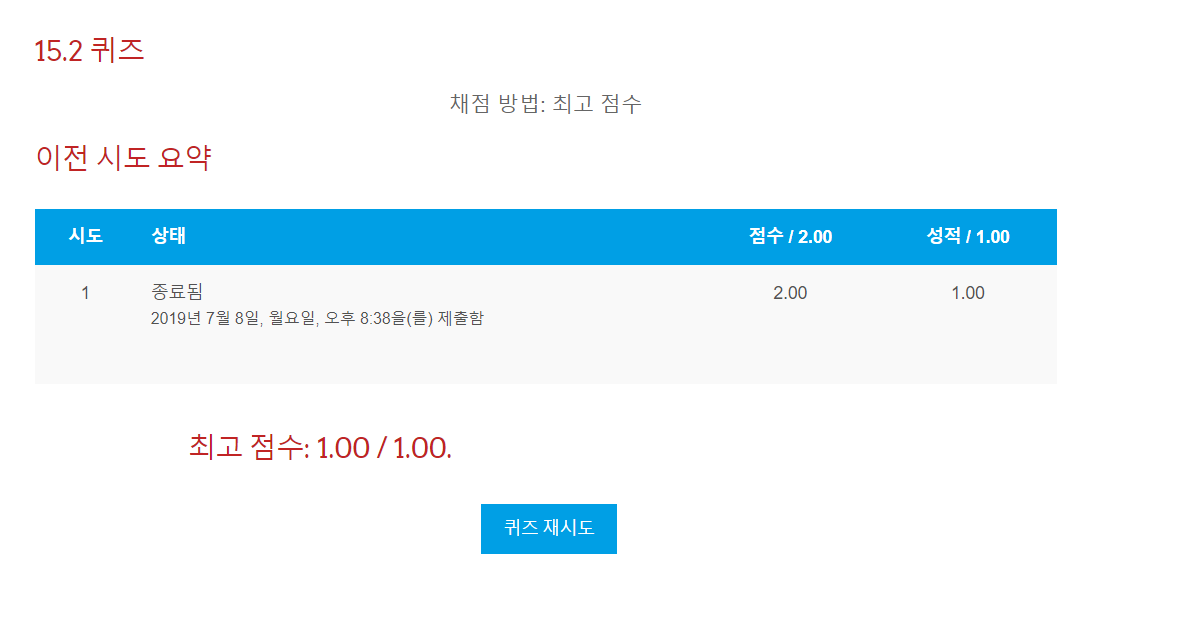 15.2 퀴즈
채점 방법: 최고 점수
이전 시도 요약
시도 상태 점수 / 2.00 성적 / 1.00
1 종료됨 2.00 1.00
2019년 7월 8일, 월요일, 오후 8:38을(를) 제출함
최고 점수: 1.00 / 1.00.
퀴즈 재시도